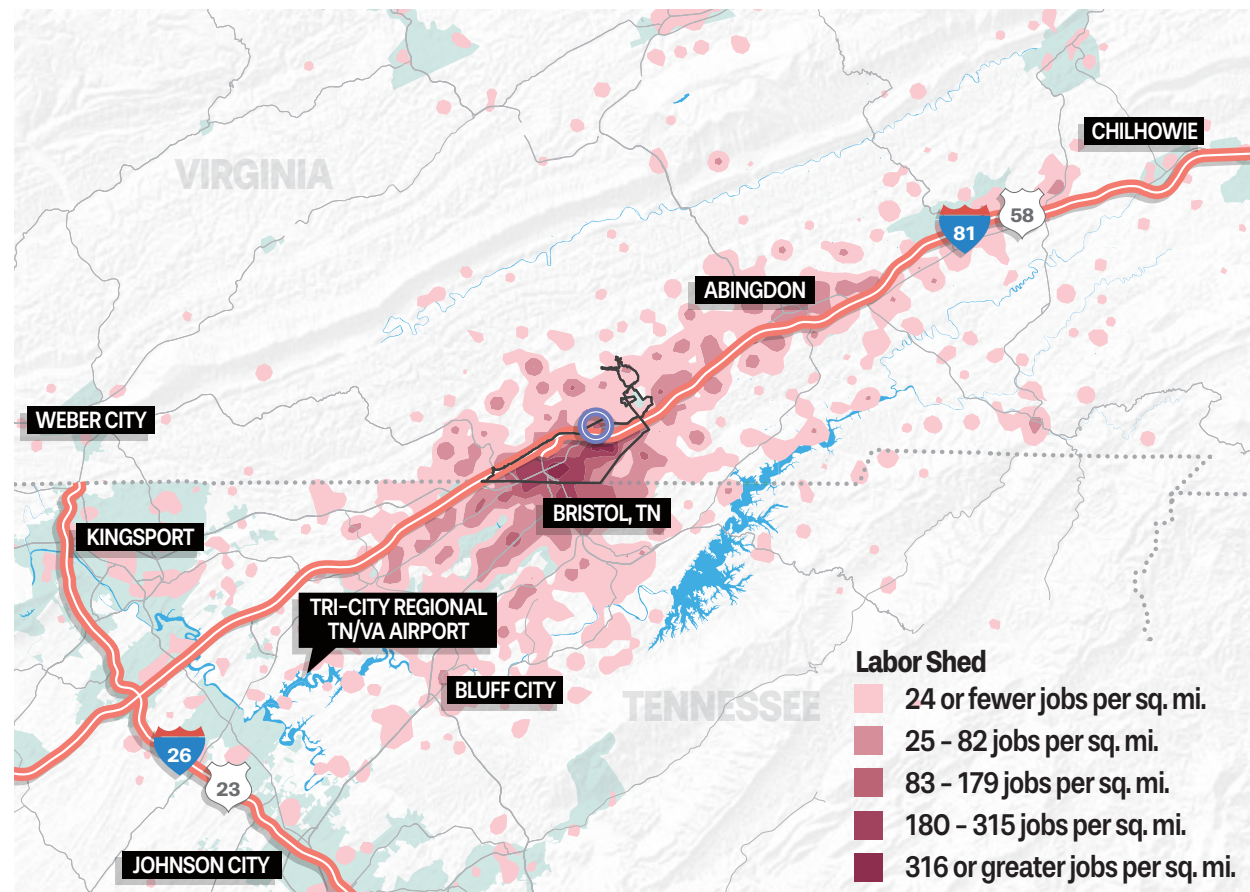 CHILHOWIE
VIRGINIA
58
81
ABINGDON
WEBER CITY
BRISTOL, TN
KINGSPORT
TRI-CITY REGIONAL
TN/VA AIRPORT
BLUFF CITY
TENNESSEE
26
23
JOHNSON CITY
Labor Shed
24 or fewer jobs per sq. mi.
25 – 82 jobs per sq. mi.
83 – 179 jobs per sq. mi.
180 – 315 jobs per sq. mi.
316 or greater jobs per sq. mi.